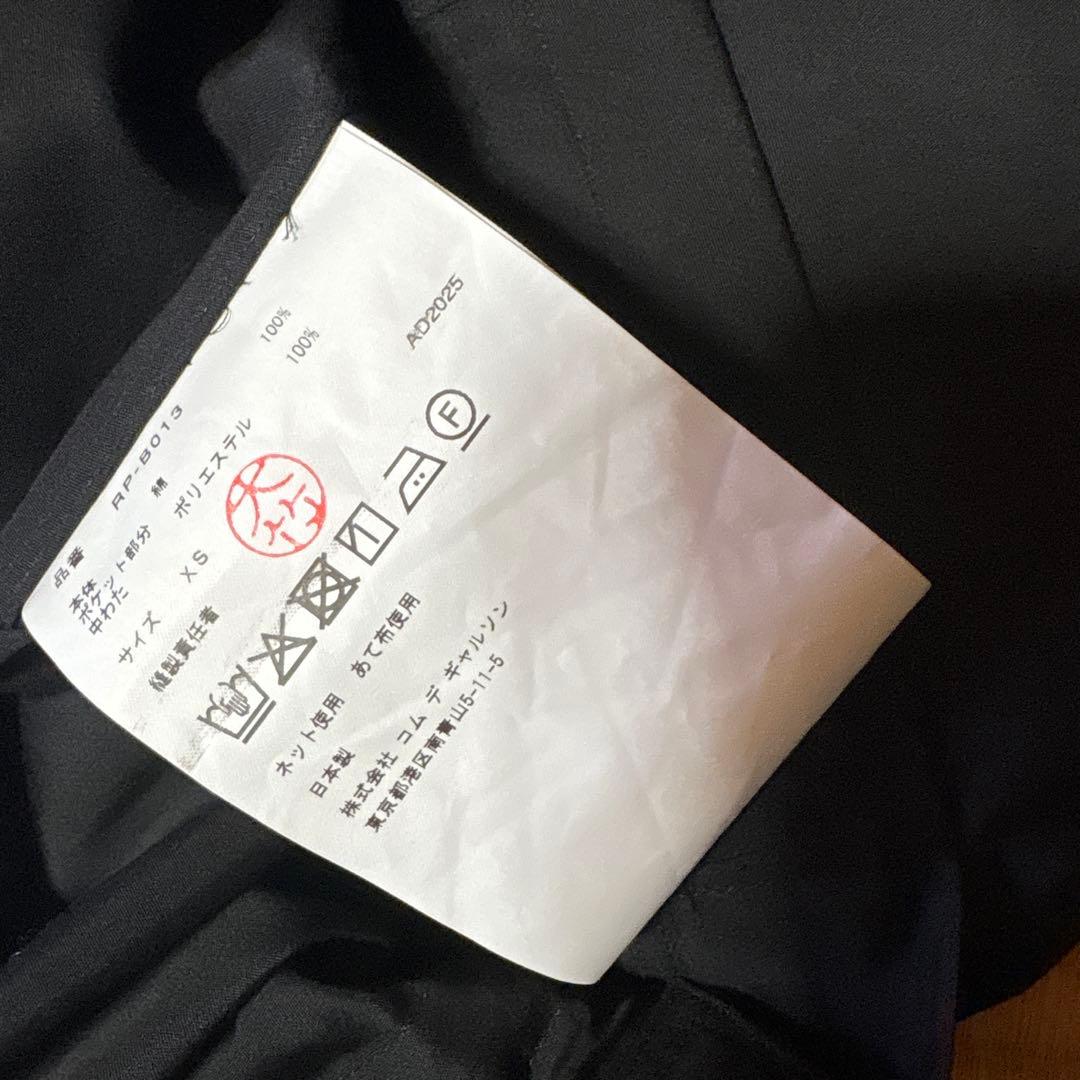 品番 RP-B013
本体
ポケット部分 綿 100%
中わた ポリエステル 100%
サイズ XS
縫製責任者 大竹
AD2025
F
ネット使用 あて布使用
日本製
株式会社 コム デ ギャルソン
東京都港区南青山5-11-5